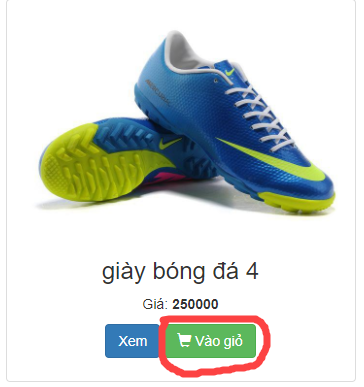 giày bóng đá 4
Giá: 250000
Xem Vào giỏ